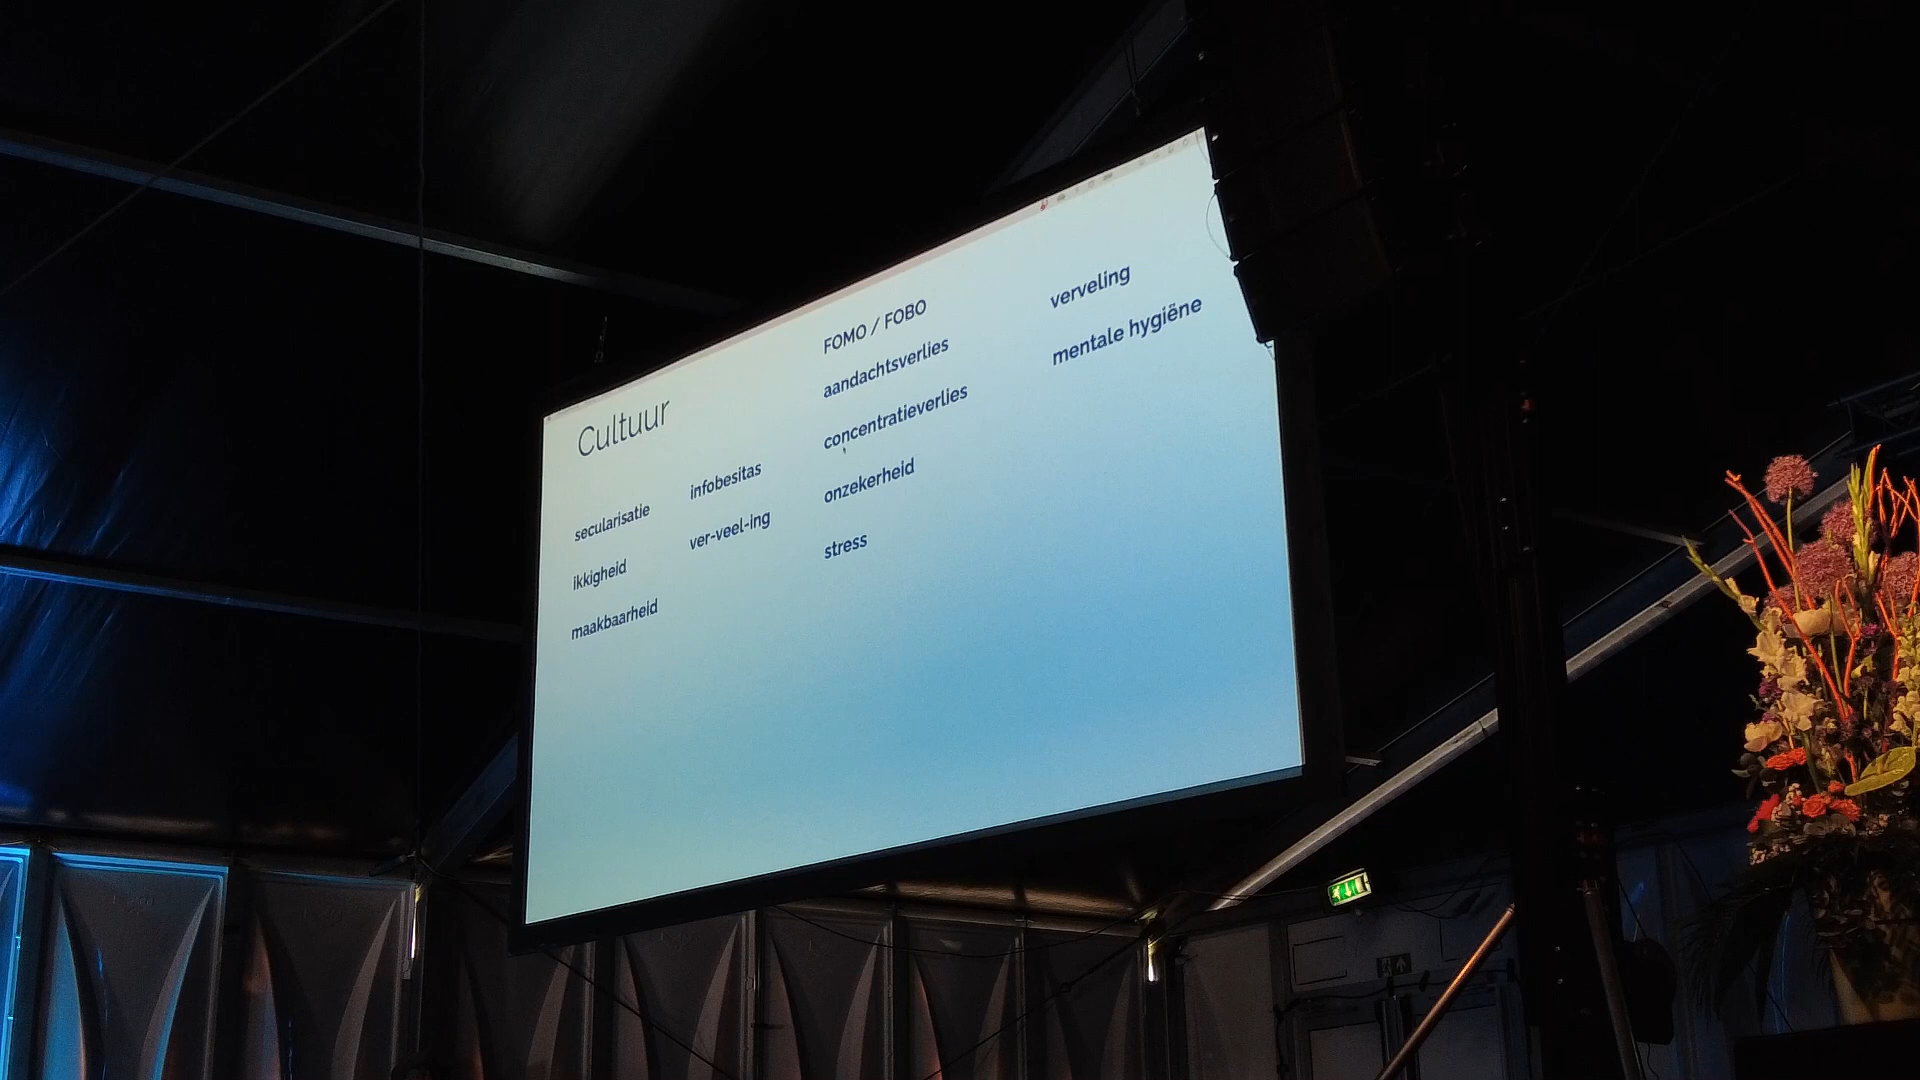 Cultuur
secularisatie
ikkigheid
maakbaarheid
infobesitas
ver-veel-ing
FOMO / FOBO
aandachtsverlies
concentratieverlies
onzekerheid
stress
verveling
mentale hygiëne